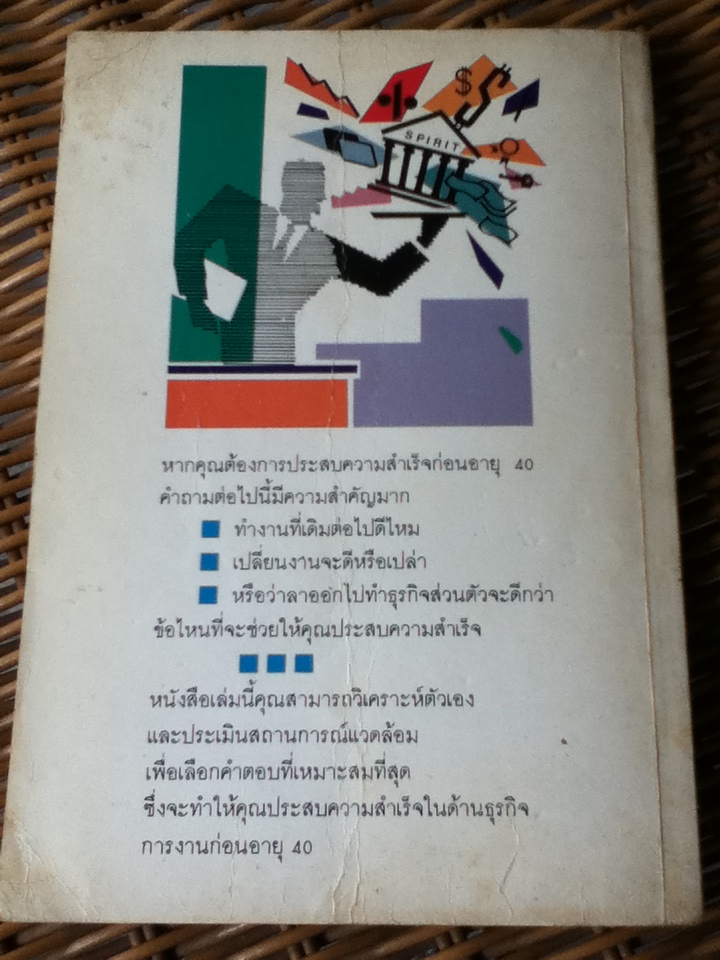 $
SPIRIT
หากคุณต้องการประสบความสำเร็จก่อนอายุ 40
คำถามต่อไปนี้มีความสำคัญมาก
ทำงานที่เดิมต่อไปดีไหม
เปลี่ยนงานจะดีหรือเปล่า
หรือว่าลาออกไปทำธุรกิจส่วนตัวจะดีกว่า
ข้อไหนที่จะช่วยให้คุณประสบความสำเร็จ
หนังสือเล่มนี้คุณสามารถวิเคราะห์ตัวเอง
และประเมินสถานการณ์แวดล้อม
เพื่อเลือกคำตอบที่เหมาะสมที่สุด
ซึ่งจะทำให้คุณประสบความสำเร็จในด้านธุรกิจ
การงานก่อนอายุ 40